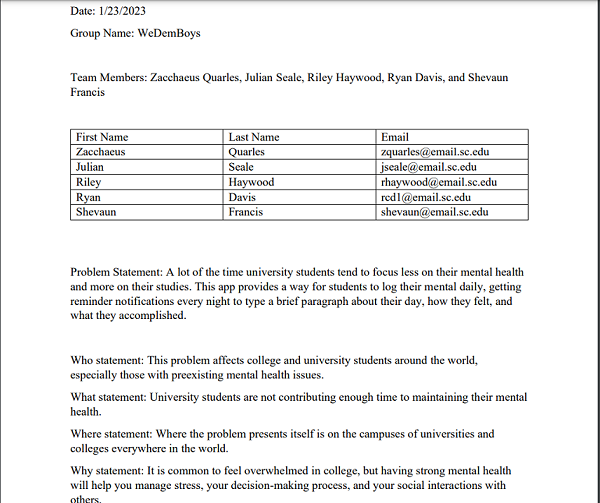 Date: 1/23/2023
Group Name: WeDemBoys
Team Members: Zacchaeus Quarles, Julian Seale, Riley Haywood, Ryan Davis, and Shevaun
Francis
First Name Last Name Email
Zacchaeus Quarles zquarles@email.sc.edu
Julian Seale jseale@email.sc.edu
Riley Haywood rhaywood@email.sc.edu
Ryan Davis rcd1@email.sc.edu
Shevaun Francis shevaun@email.sc.edu
Problem Statement: A lot of the time university students tend to focus less on their mental health
and more on their studies. This app provides a way for students to log their mental daily, getting
reminder notifications every night to type a brief paragraph about their day, how they felt, and
what they accomplished.
Who statement: This problem affects college and university students around the world,
especially those with preexisting mental health issues.
What statement: University students are not contributing enough time to maintaining their mental
health.
Where statement: Where the problem presents itself is on the campuses of universities and
colleges everywhere in the world.
Why statement: It is common to feel overwhelmed in college, but having strong mental health
will help you manage stress, your decision-making process, and your social interactions with
others.